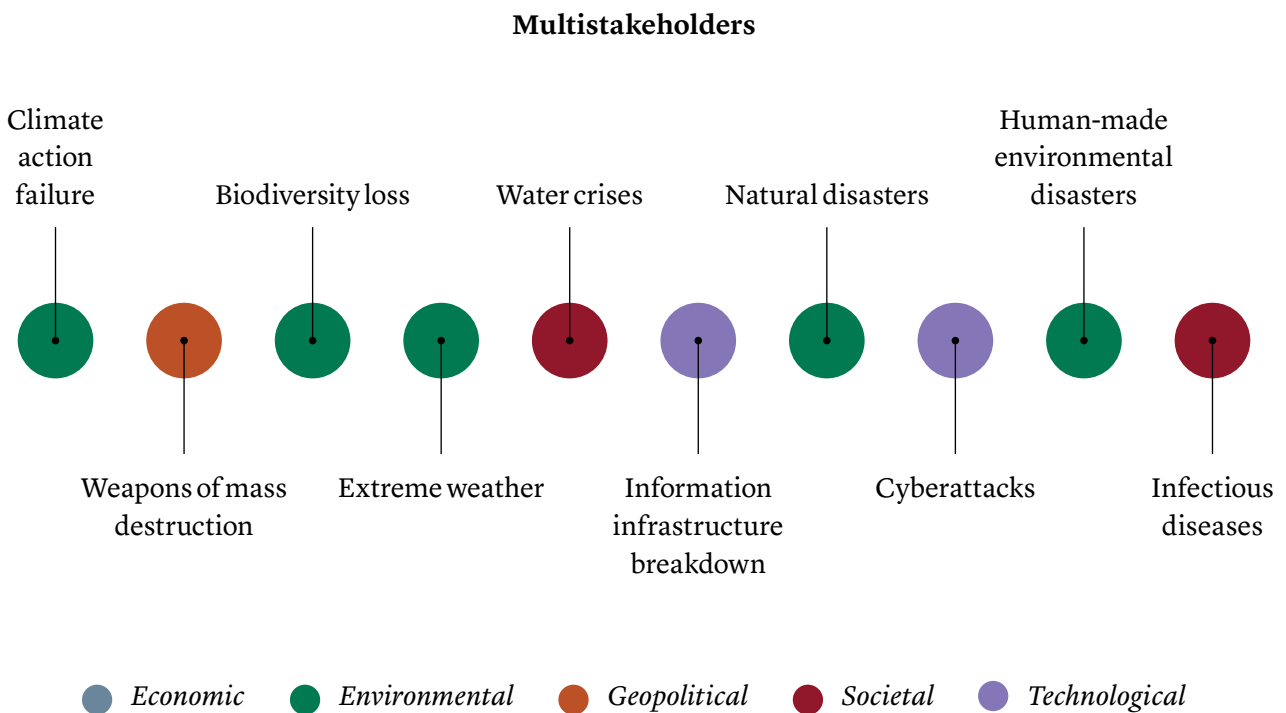 Multistakeholders
Climate
action
failure
Weapons of mass
destruction
Biodiversity loss
Extreme weather
Water crises
Information
infrastructure
breakdown
Natural disasters
Cyberattacks
Human-made
environmental
disasters
Infectious
diseases
Economic
Environmental
Geopolitical
Societal
Technological